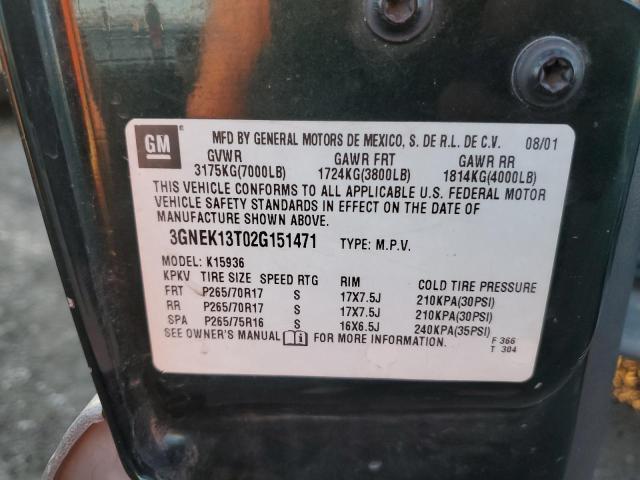 GM MFD BY GENERAL MOTORS DE MEXICO, S. DE R.L. DE C.V. 08/01
GVWR GAWR FRT GAWR RR
3175KG(7000LB) 1724KG(3800LB) 1814KG(4000LB)
THIS VEHICLE CONFORMS TO ALL APPLICABLE U.S. FEDERAL MOTOR
VEHICLE SAFETY STANDARDS IN EFFECT ON THE DATE OF
MANUFACTURE SHOWN ABOVE.
3GNEK13T02G151471 TYPE: M.P.V.
MODEL: K15936
KPKV TIRE SIZE SPEED RTG RIM COLD TIRE PRESSURE
FRT P265/70R17 S 17X7.5J 210KPA(30PSI)
RR P265/70R17 S 17X7.5J 210KPA(30PSI)
SPA P265/75R16 S 16X6.5J 240KPA(35PSI)
SEE OWNER'S MANUAL FOR MORE INFORMATION.
F 366
T 304